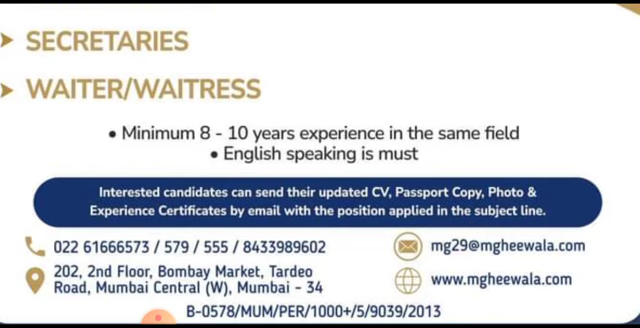 SECRETARIES
WAITER/WAITRESS
• Minimum 8 - 10 years experience in the same field
• English speaking is must
Interested candidates can send their updated CV, Passport Copy, Photo &
Experience Certificates by email with the position applied in the subject line.
022 61666573 / 579 / 555 / 8433989602
mg29@mgheewala.com
202, 2nd Floor, Bombay Market, Tardeo
Road, Mumbai Central (W), Mumbai - 34
www.mgheewala.com
B-0578/MUM/PER/1000+/5/9039/2013